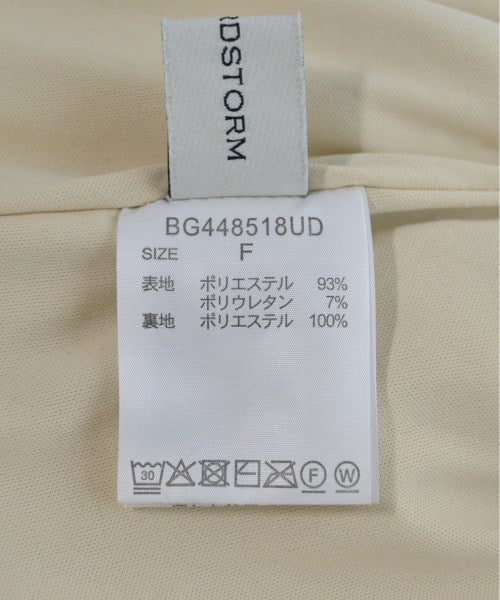 RDSTORM
BG448518UD
SIZE F
表地 ポリエステル 93%
ポリウレタン 7%
裏地 ポリエステル 100%
30 F W